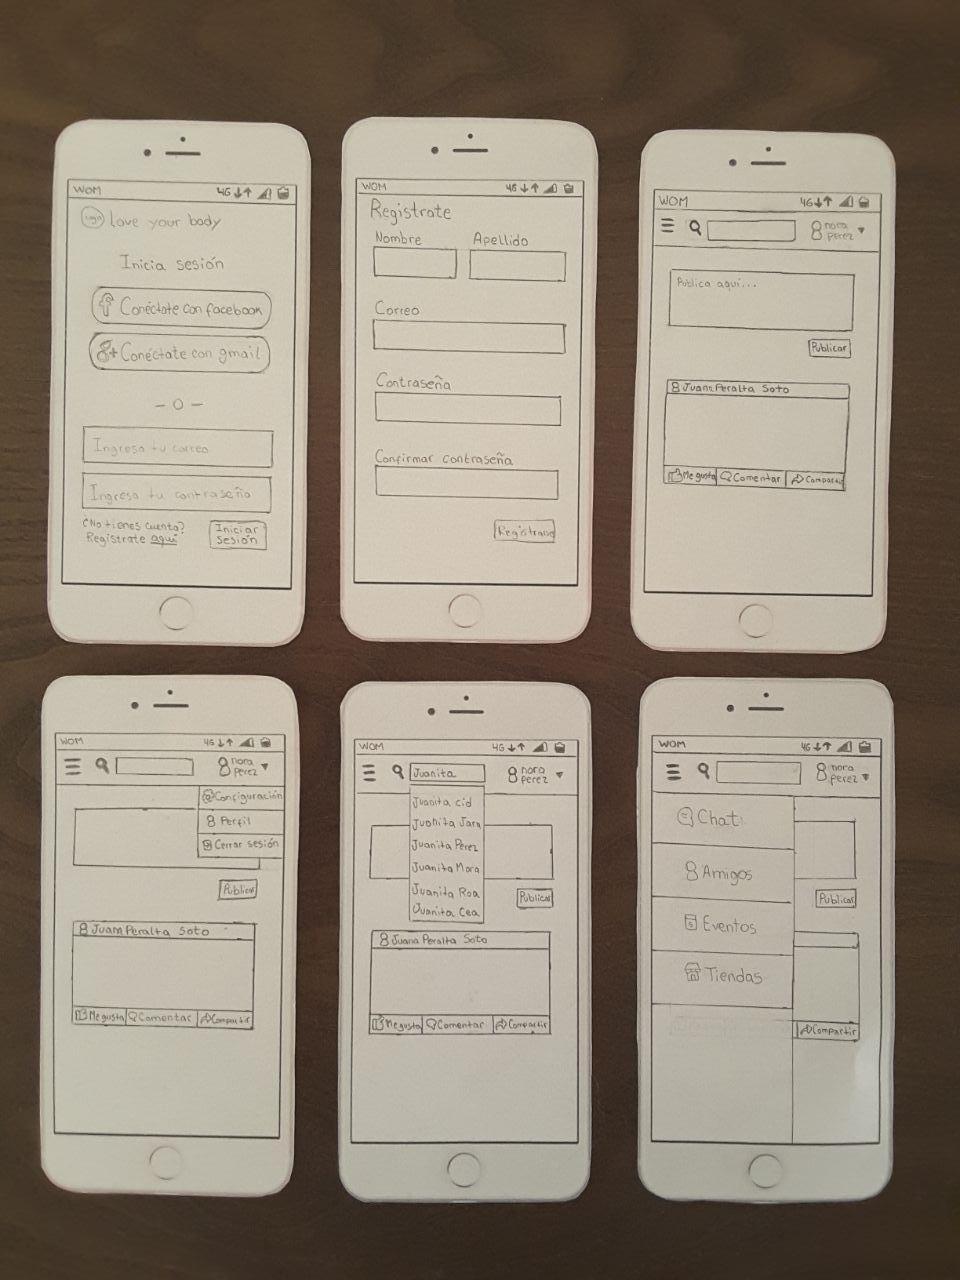 WOM 4G
Logo Love your body
Inicia sesión
f Conéctate con facebook
g+ Conéctate con gmail
- O -
Ingresa tu correo
Ingresa tu contraseña
¿No tienes cuenta?
Regístrate aquí
Iniciar
sesión
WOM 4G
Registrate
Nombre Apellido
Correo
Contraseña
Confirmar contraseña
Registrase
WOM 4G
nora
perez
Publica aquí...
Publicar
Juana Peralta Soto
Me gusta Comentar Compartir
WOM 4G
nora
perez
Configuración
Perfil
Cerrar sesión
Publicar
Juana Peralta Soto
Me gusta Comentar Compartir
WOM 4G
Juanita
nora
perez
Juanita cid
Juanita Jara
Juanita Perez
Juanita Mora
Juanita Roa
Juanita Cea
Publicar
Juana Peralta Soto
Me gusta Comentar Compartir
WOM 4G
nora
perez
Chat
Amigos
Eventos
Tiendas
Publicar
Compartir